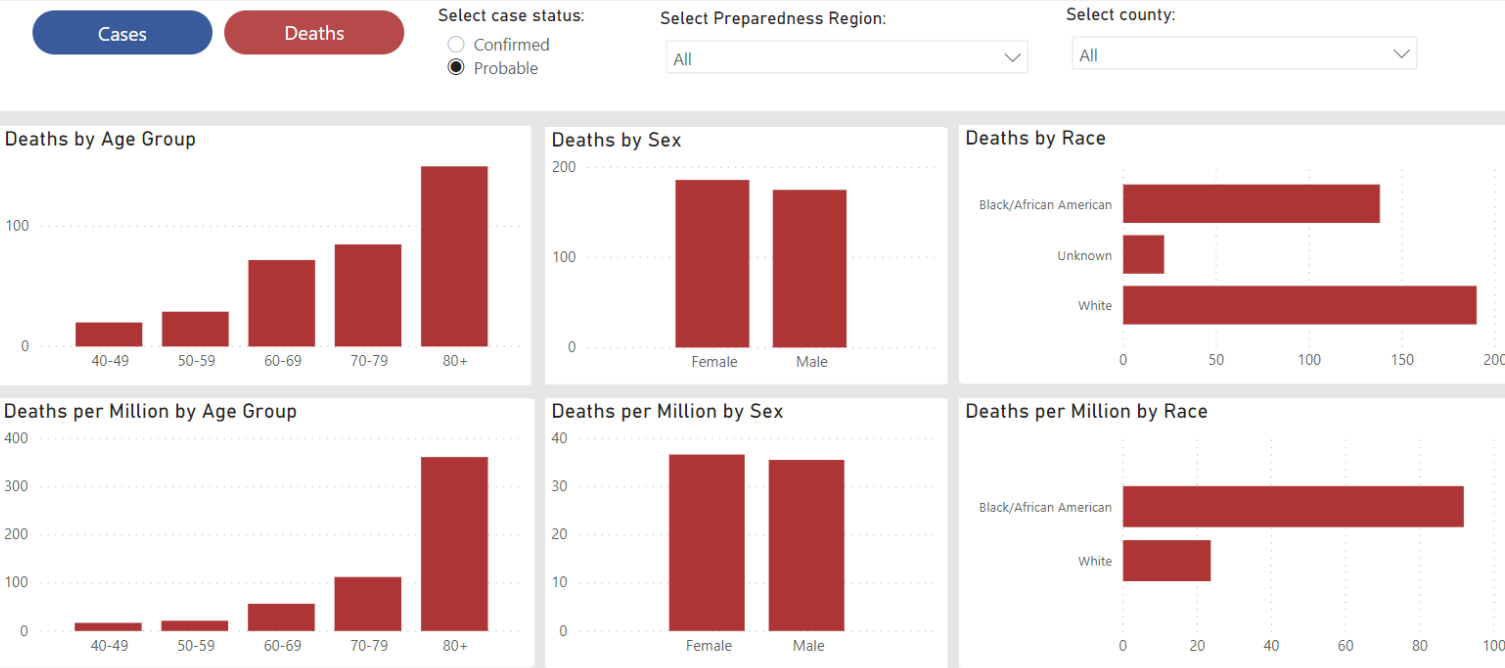 Cases
Deaths
Select case status:
Confirmed
Probable
Select Preparedness Region:
All
Select county:
All
Deaths by Age Group
100
0
40-49 50-59 60-69 70-79 80+
Deaths by Sex
200
100
0
Female Male
Deaths by Race
Black/African American
Unknown
White
0 50 100 150 200
Deaths per Million by Age Group
400
300
200
100
0
40-49 50-59 60-69 70-79 80+
Deaths per Million by Sex
40
30
20
10
0
Female Male
Deaths per Million by Race
Black/African American
White
0 20 40 60 80 100